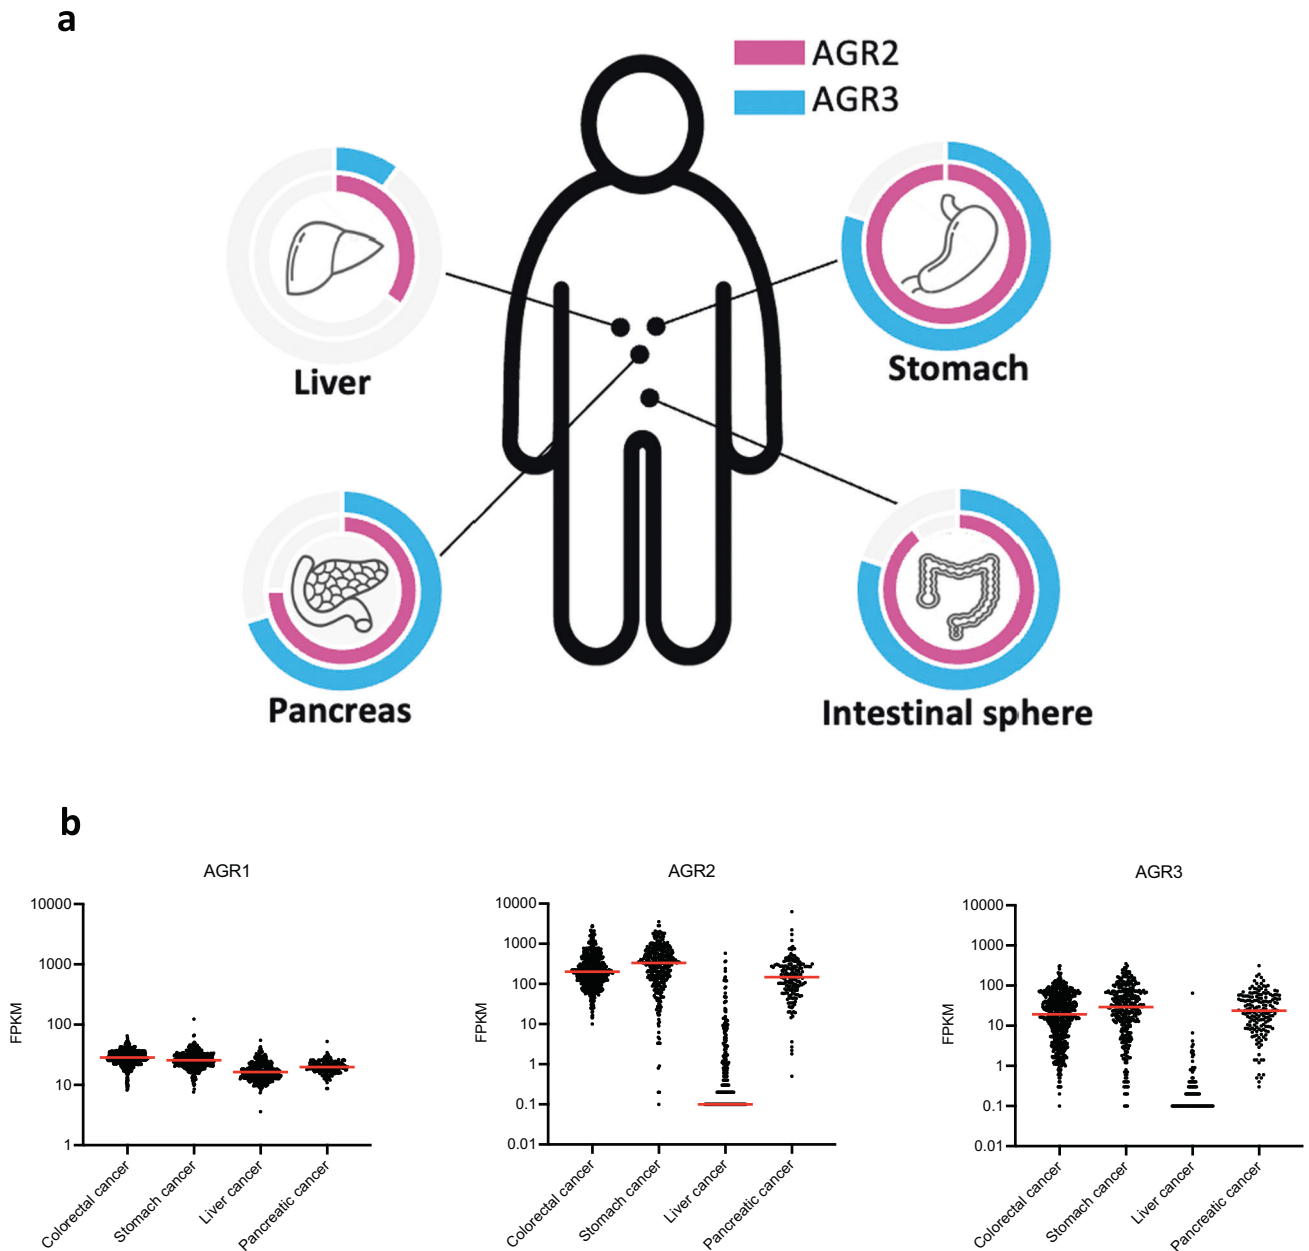 a
AGR2
AGR3
Liver
Stomach
Pancreas
Intestinal sphere
b
AGR1
FPKM
10000
1000
100
10
1
Colorectal cancer
Stomach cancer
Liver cancer
Pancreatic cancer
AGR2
FPKM
10000
1000
100
10
1
0.1
0.01
Colorectal cancer
Stomach cancer
Liver cancer
Pancreatic cancer
AGR3
FPKM
10000
1000
100
10
1
0.1
0.01
Colorectal cancer
Stomach cancer
Liver cancer
Pancreatic cancer